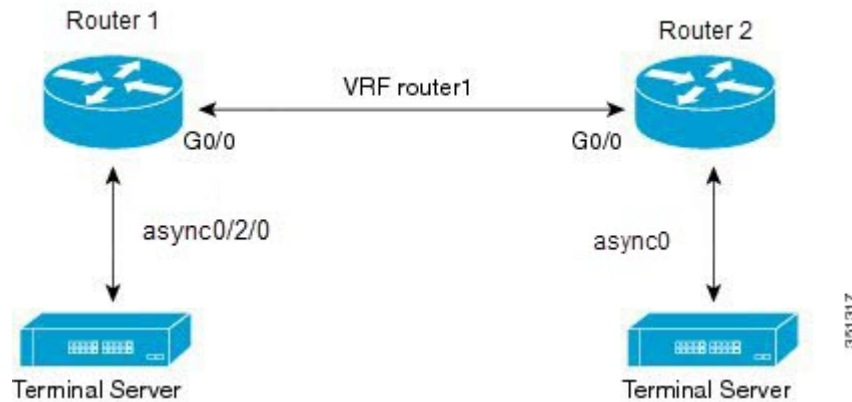 Router 1
Router 2
VRF router1
G0/0
G0/0
async0/2/0
async0
Terminal Server
Terminal Server
351317